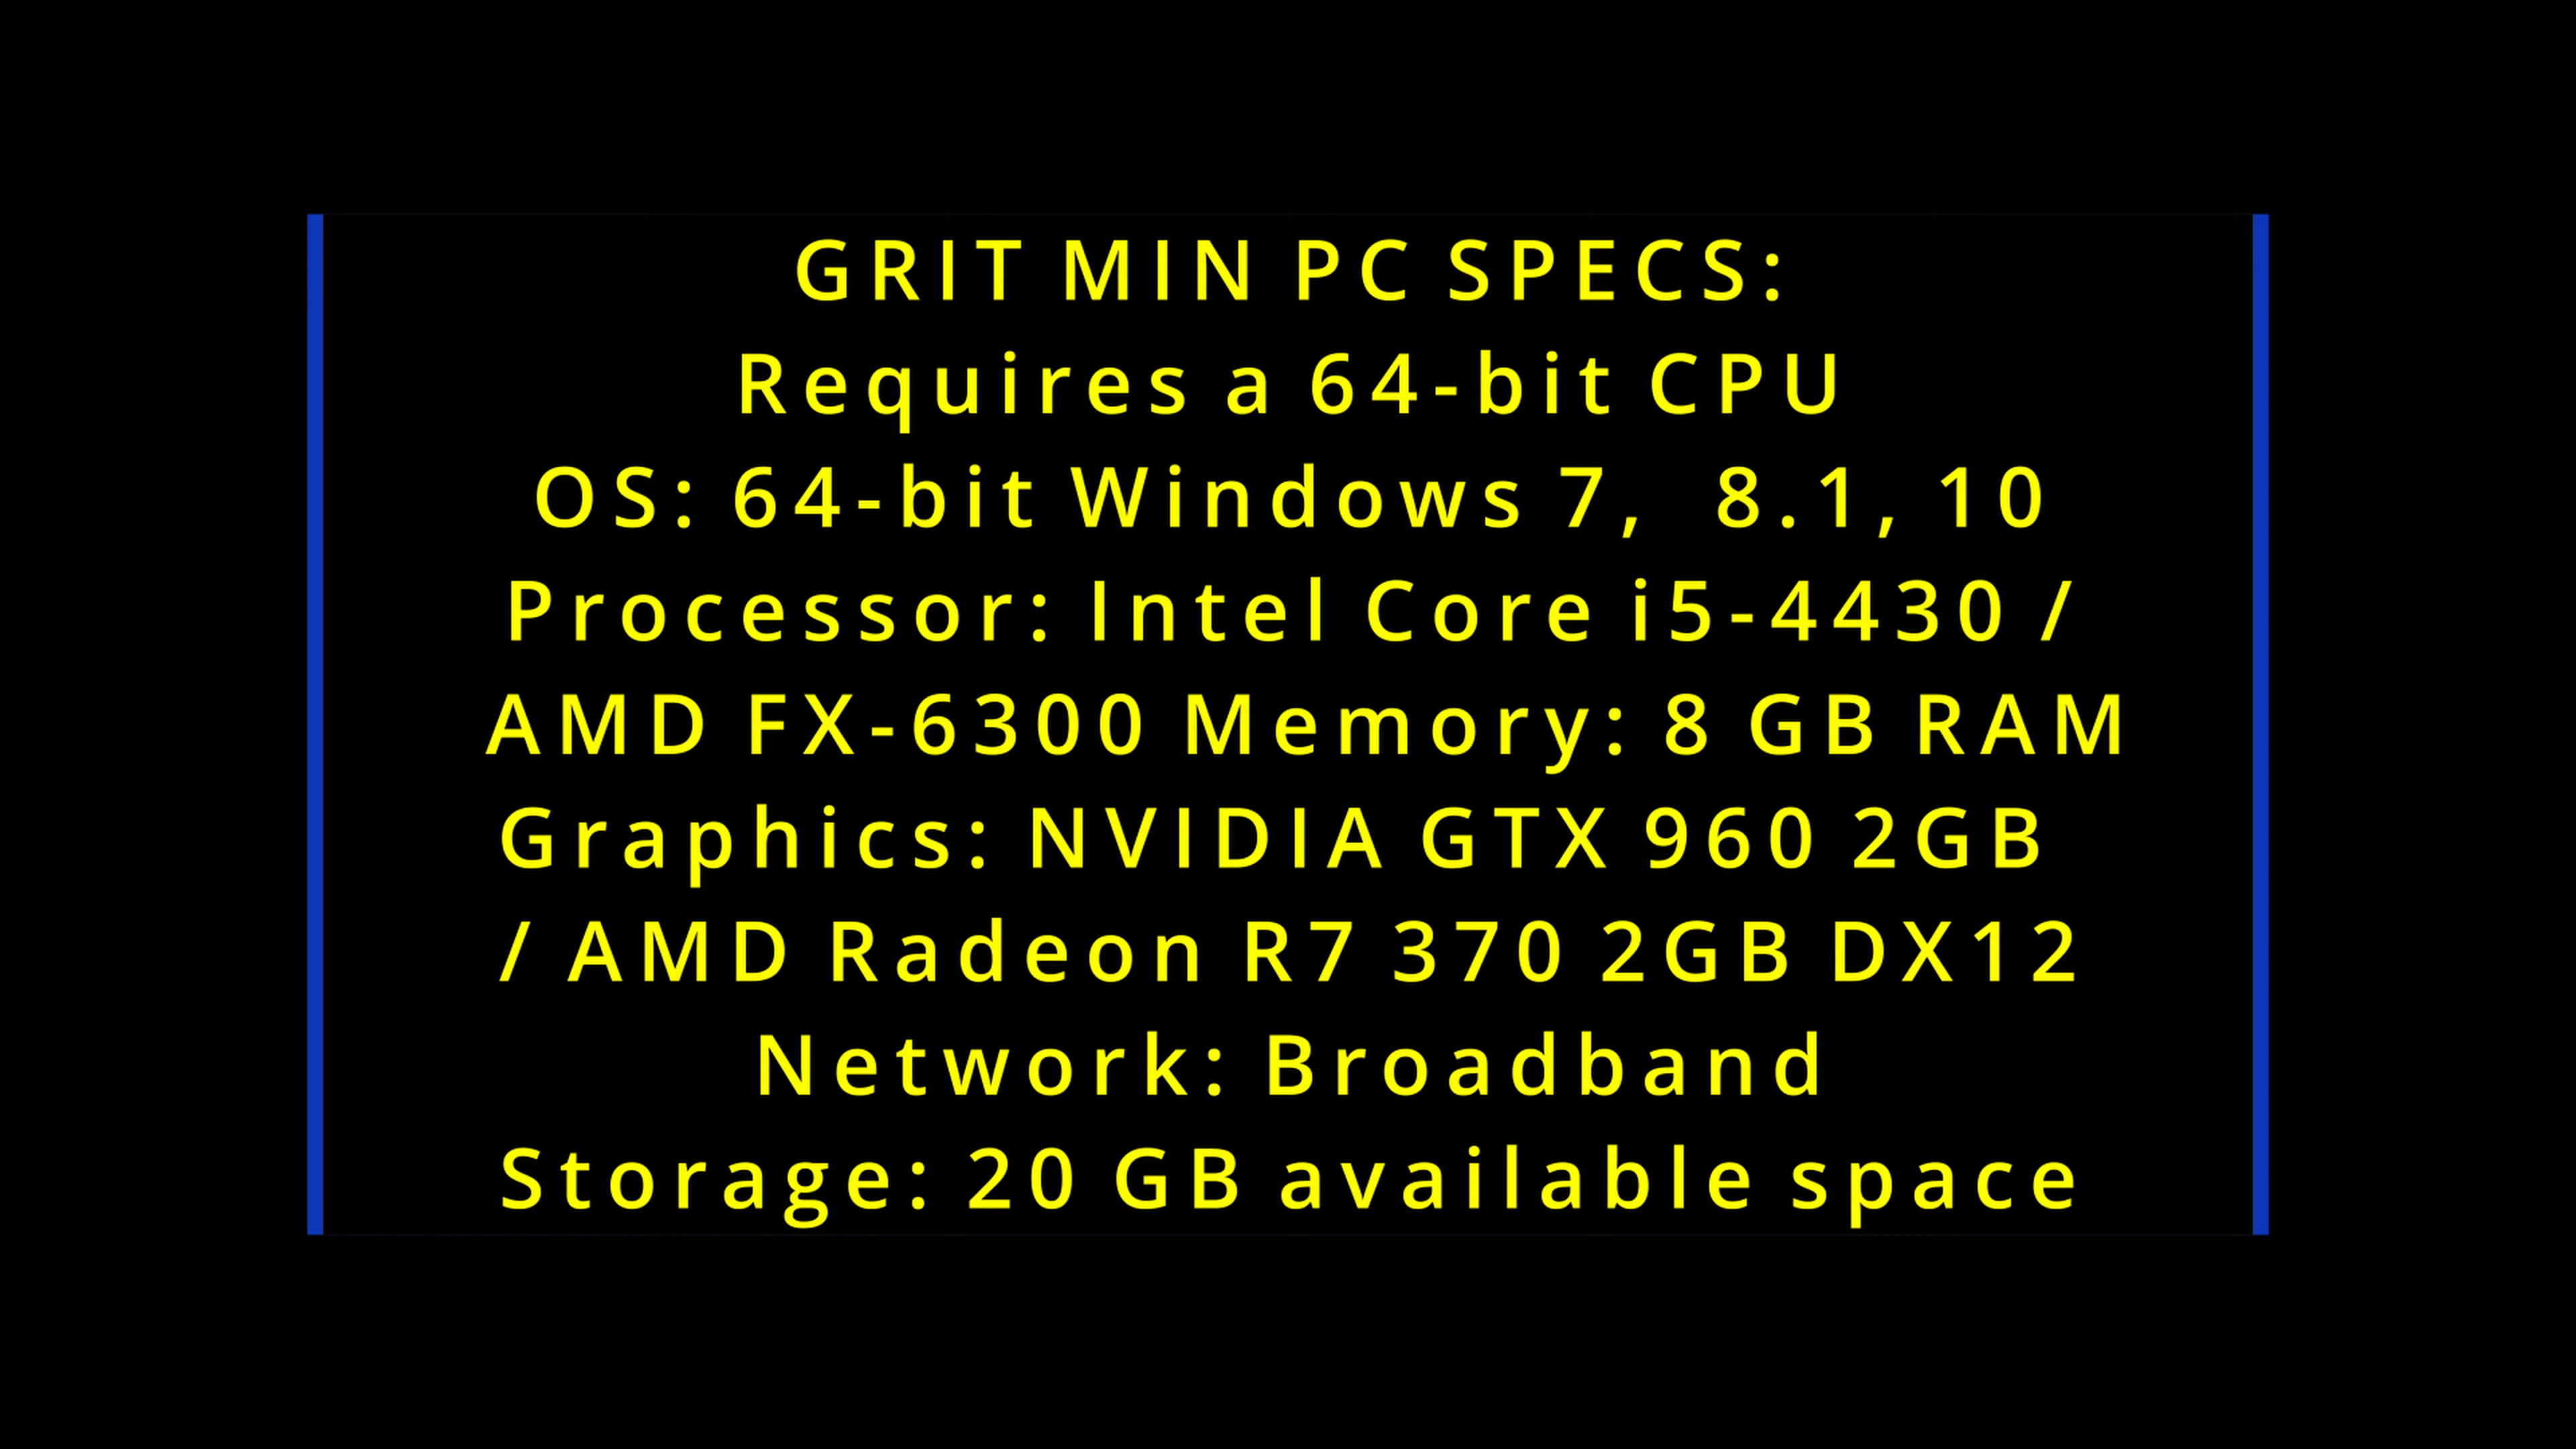 GRIT MIN PC SPECS:
Requires a 64-bit CPU
OS: 64-bit Windows 7,  8.1, 10
Processor: Intel Core i5-4430 /
AMD FX-6300 Memory: 8 GB RAM
Graphics: NVIDIA GTX 960 2GB
/ AMD Radeon R7 370 2GB DX12
Network: Broadband
Storage: 20 GB available space